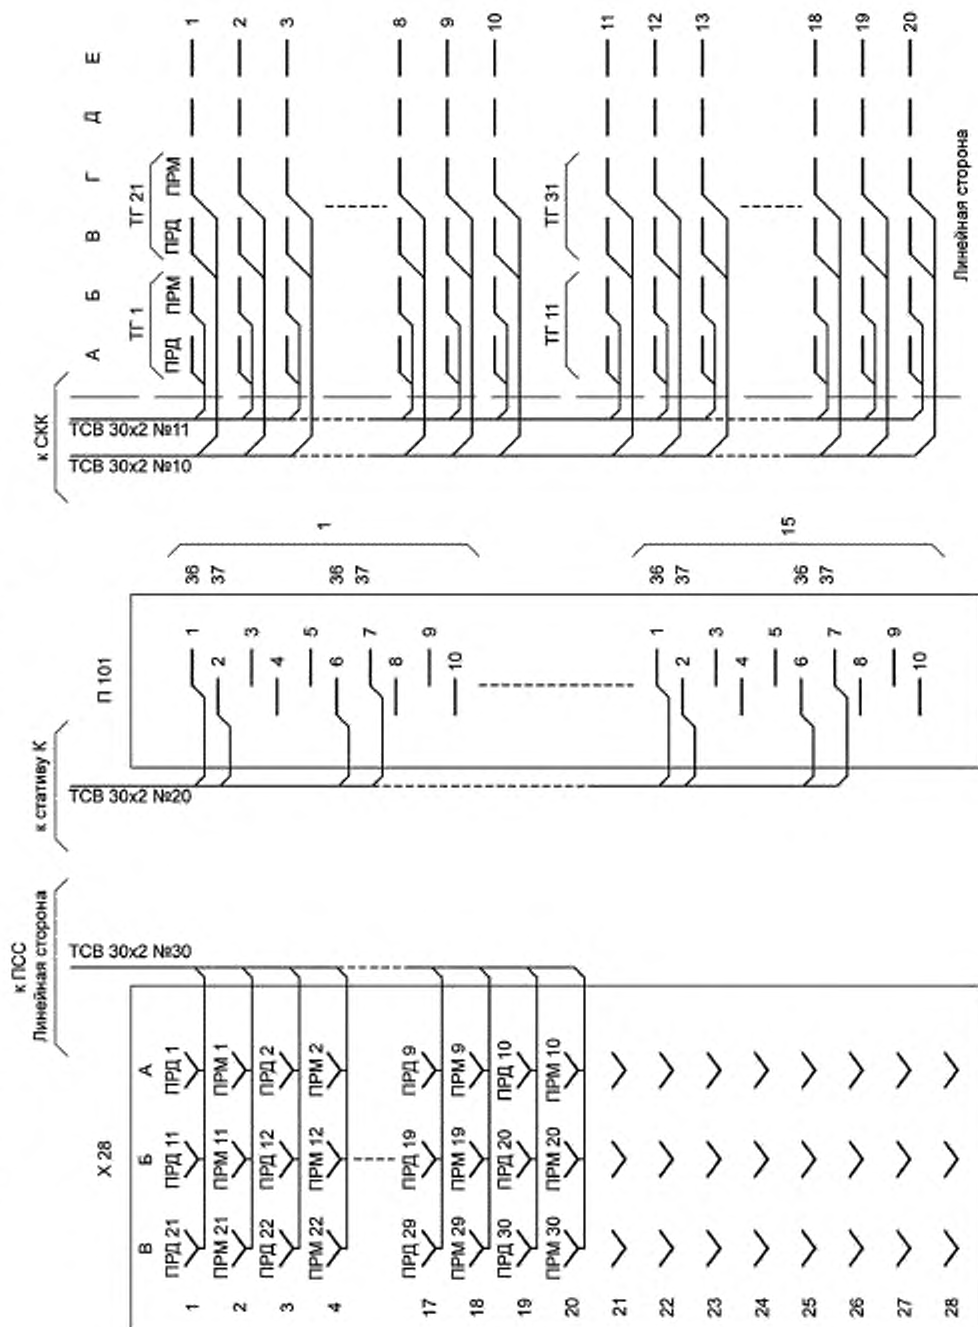 к ПСС
Линейная сторона
к стативу К
к СКК
Х 28
П 101
ТСВ 30х2 №30
ТСВ 30х2 №20
ТСВ 30х2 №10
ТСВ 30х2 №11
В Б А
1 ПРД 21 ПРД 11 ПРД 1
2 ПРМ 21 ПРМ 11 ПРМ 1
3 ПРД 22 ПРД 12 ПРД 2
4 ПРМ 22 ПРМ 12 ПРМ 2
17 ПРД 29 ПРД 19 ПРД 9
18 ПРМ 29 ПРМ 19 ПРМ 9
19 ПРД 30 ПРД 20 ПРД 10
20 ПРМ 30 ПРМ 20 ПРМ 10
21
22
23
24
25
26
27
28
1 36
2 37
3
4
5
6 36
7 37
8
9
10
1
1 36
2 37
3
4
5
6 36
7 37
8
9
10
15
А Б В Г Д Е
ТГ 1 ТГ 21
ПРД ПРМ ПРД ПРМ
1
2
3
8
9
10
ТГ 11 ТГ 31
11
12
13
18
19
20
Линейная сторона